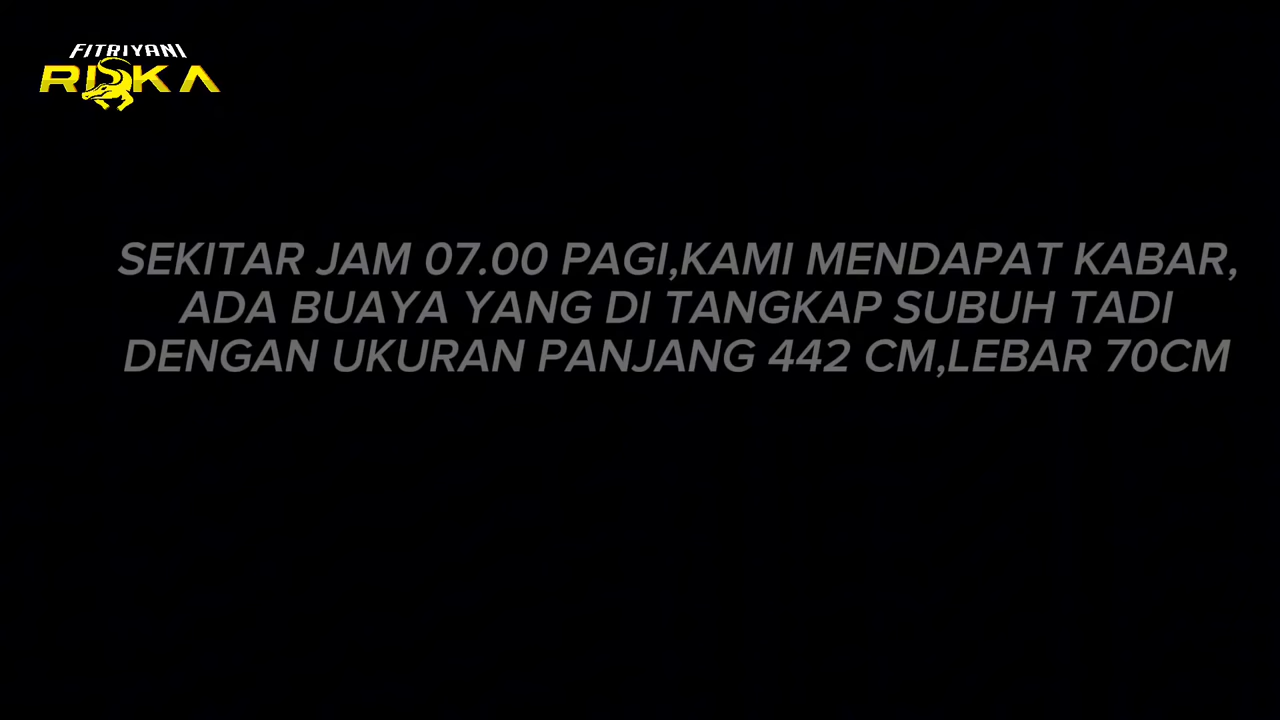 FITRIYANI
RISKA
SEKITAR JAM 07.00 PAGI,KAMI MENDAPAT KABAR,
ADA BUAYA YANG DI TANGKAP SUBUH TADI
DENGAN UKURAN PANJANG 442 CM,LEBAR 70CM